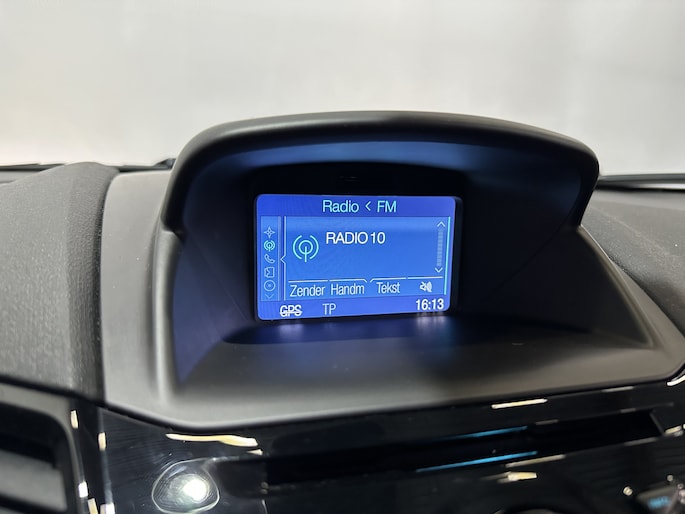 Radio < FM
RADIO 10
Zender Handm Tekst
GPS TP 16:13